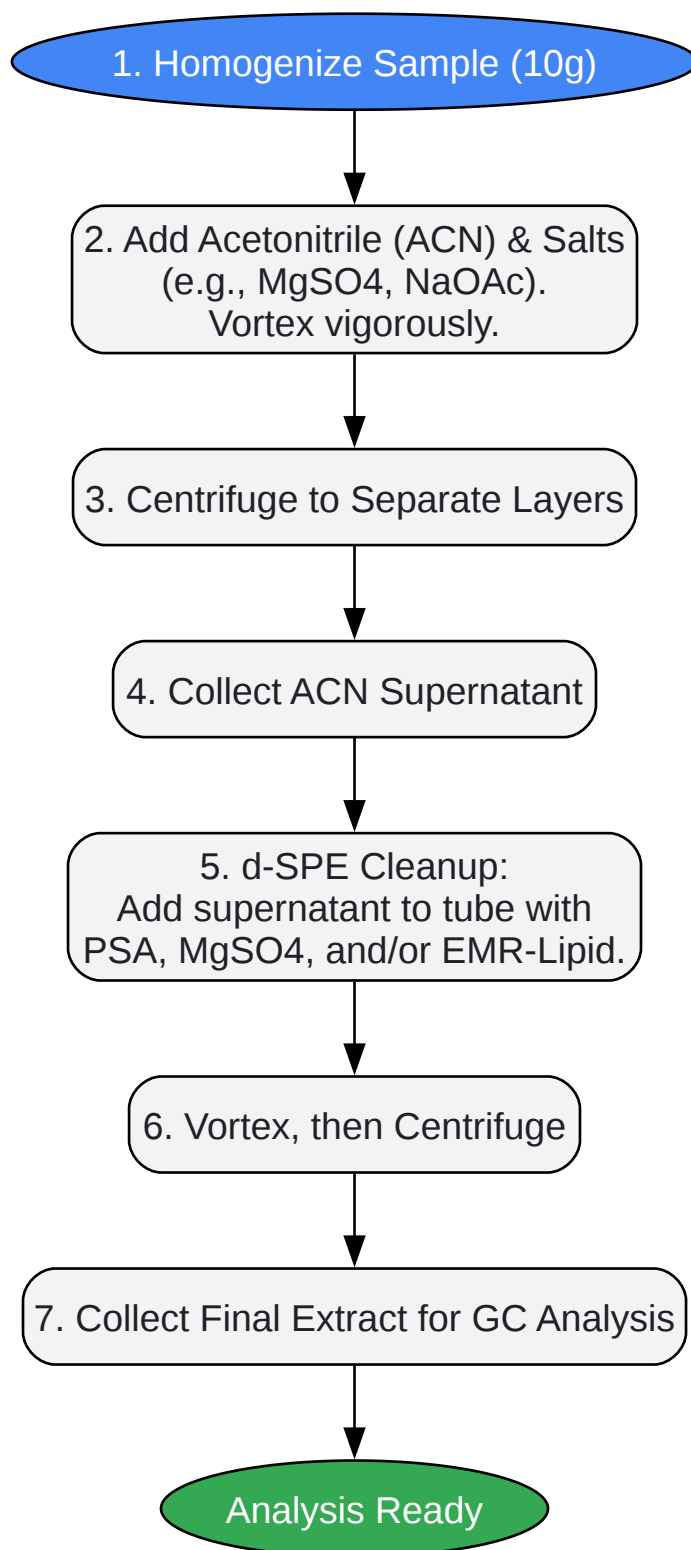 1. Homogenize Sample (10g)
2. Add Acetonitrile (ACN) & Salts
(e.g., MgSO4, NaOAc).
Vortex vigorously.
3. Centrifuge to Separate Layers
4. Collect ACN Supernatant
5. d-SPE Cleanup:
Add supernatant to tube with
PSA, MgSO4, and/or EMR-Lipid.
6. Vortex, then Centrifuge
7. Collect Final Extract for GC Analysis
Analysis Ready